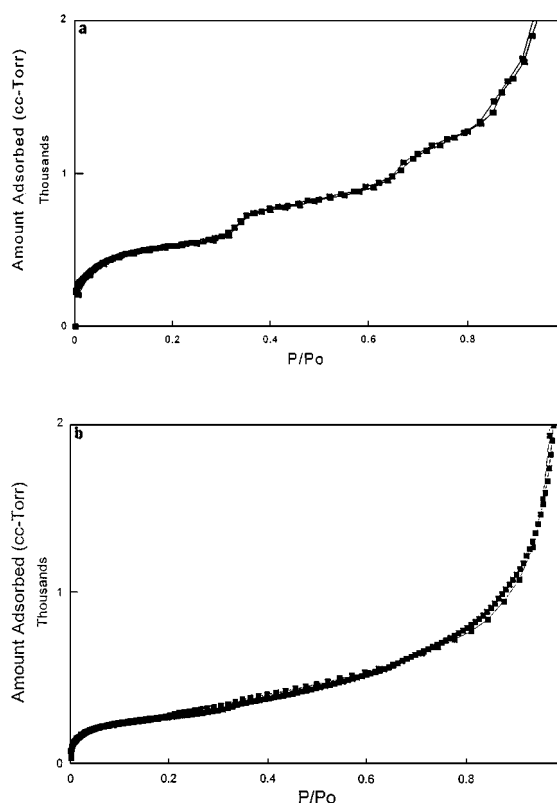 a
Amount Adsorbed (cc-Torr)
Thousands
2
1
0
0 0.2 0.4 0.6 0.8
P/Po
b
Amount Adsorbed (cc-Torr)
Thousands
2
1
0
0 0.2 0.4 0.6 0.8
P/Po